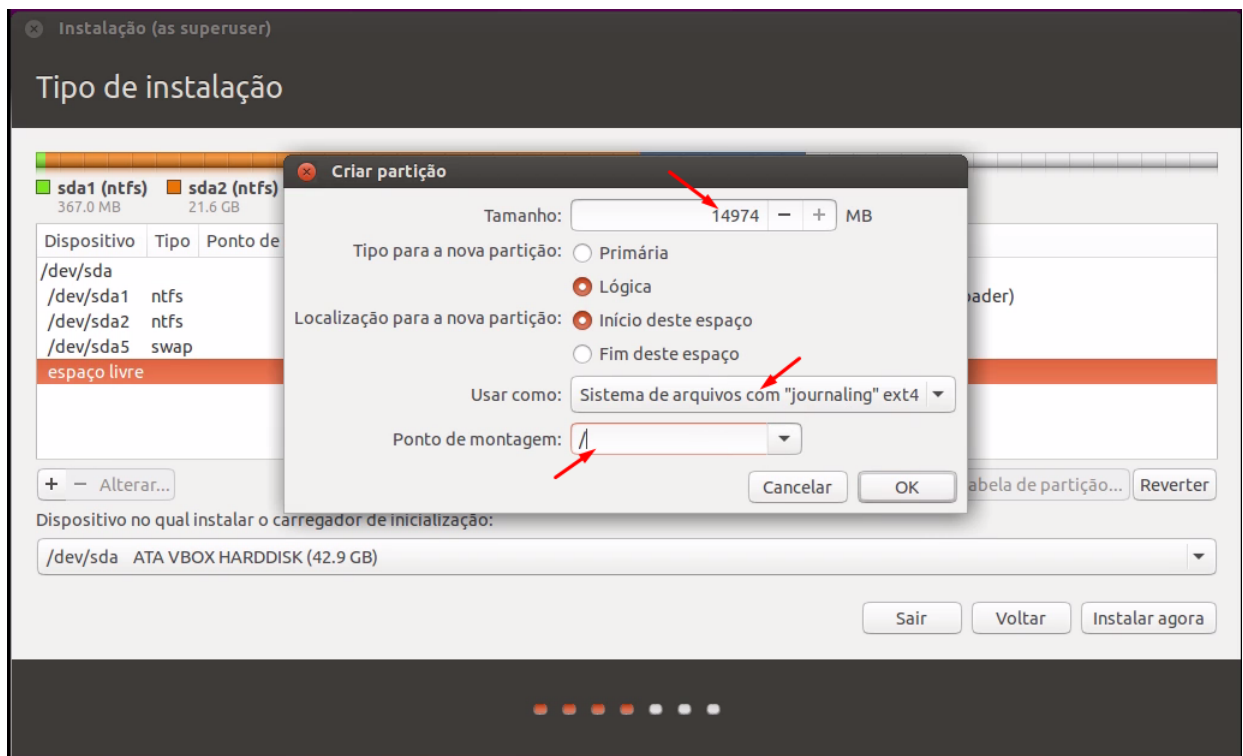 Instalação (as superuser)
Tipo de instalação
sda1 (ntfs) sda2 (ntfs)
367.0 MB 21.6 GB
Dispositivo Tipo Ponto de
/dev/sda
/dev/sda1 ntfs
/dev/sda2 ntfs
/dev/sda5 swap
espaço livre
+ − Alterar...
Criar partição
Tamanho: 14974 − + MB
Tipo para a nova partição: Primária
Lógica
Localização para a nova partição: Início deste espaço
Fim deste espaço
Usar como: Sistema de arquivos com "journaling" ext4
Ponto de montagem: /
Cancelar OK
oader)
abela de partição... Reverter
Dispositivo no qual instalar o carregador de inicialização:
/dev/sda ATA VBOX HARDDISK (42.9 GB)
Sair Voltar Instalar agora